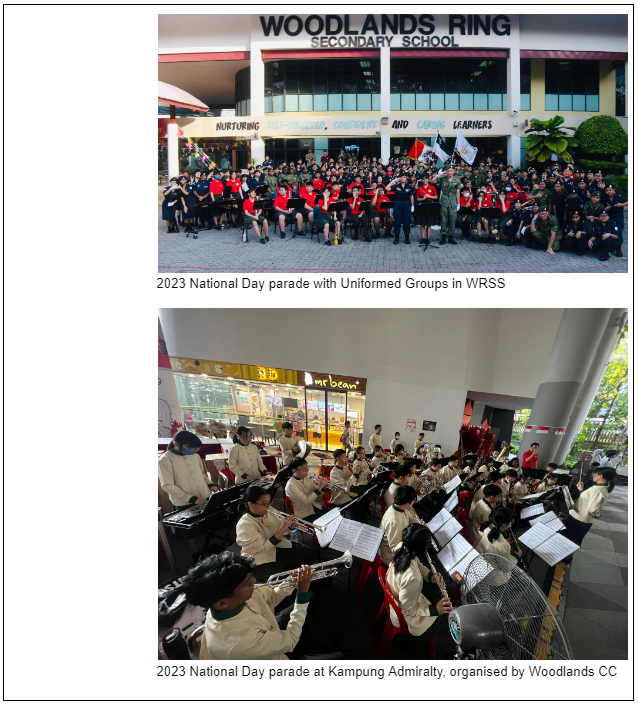 WOODLANDS RING
SECONDARY SCHOOL
NURTURING SELF-DIRECTED, CONFIDENT AND CARING LEARNERS
2023 National Day parade with Uniformed Groups in WRSS
mr bean
2023 National Day parade at Kampung Admiralty, organised by Woodlands CC